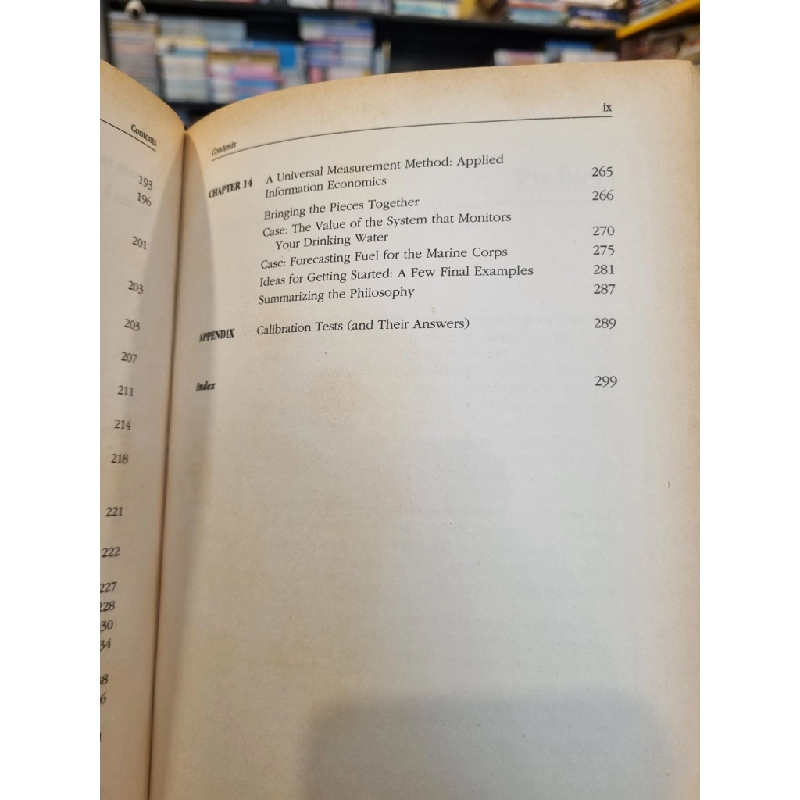 Contents
193
196
201
203
203
207
211
214
218
221
222
227
228
30
34
Contents ix
CHAPTER 14 A Universal Measurement Method: Applied
Information Economics 265
Bringing the Pieces Together 266
Case: The Value of the System that Monitors
Your Drinking Water 270
Case: Forecasting Fuel for the Marine Corps 275
Ideas for Getting Started: A Few Final Examples 281
Summarizing the Philosophy 287
APPENDIX Calibration Tests (and Their Answers) 289
Index 299